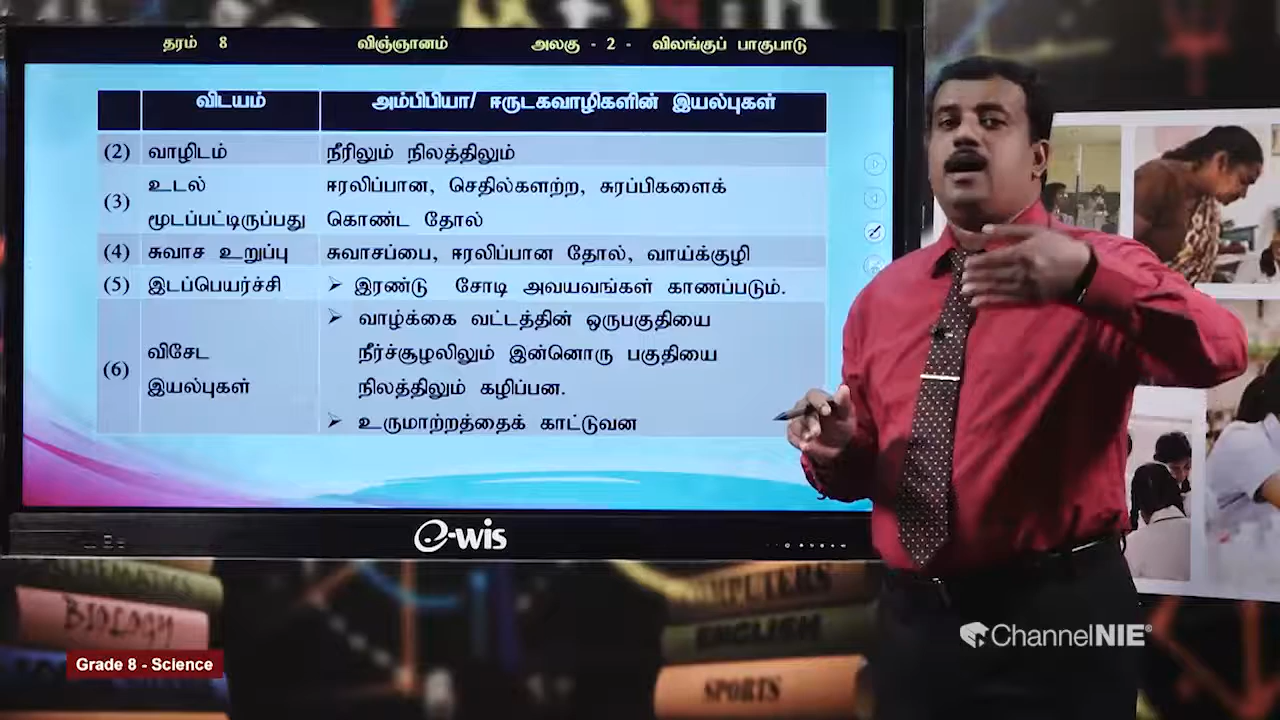 தரம் 8 விஞ்ஞானம் அலகு - 2 - விலங்குப் பாகுபாடு
விடயம் அம்பிபியா/ ஈருடகவாழிகளின் இயல்புகள்
(2) வாழிடம் நீரிலும் நிலத்திலும்
(3) உடல் ஈரலிப்பான, செதில்களற்ற, சுரப்பிகளைக்
மூடப்பட்டிருப்பது கொண்ட தோல்
(4) சுவாச உறுப்பு சுவாசப்பை, ஈரலிப்பான தோல், வாய்க்குழி
(5) இடப்பெயர்ச்சி ➢ இரண்டு சோடி அவயவங்கள் காணப்படும்.
(6) விசேட
இயல்புகள்
➢ வாழ்க்கை வட்டத்தின் ஒருபகுதியை
நீர்ச்சூழலிலும் இன்னொரு பகுதியை
நிலத்திலும் கழிப்பன.
➢ உருமாற்றத்தைக் காட்டுவன
e-wis
MATHEMATICS
BIOLOGY
COMPUTERS
ENGLISH
SPORTS
Grade 8 - Science
ChannelNIE®